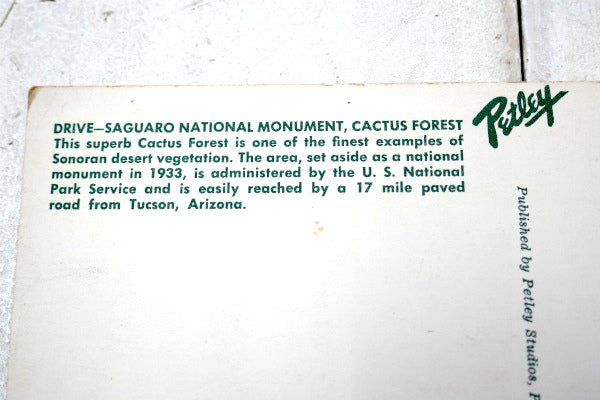 DRIVE—SAGUARO NATIONAL MONUMENT, CACTUS FOREST
This superb Cactus Forest is one of the finest examples of
Sonoran desert vegetation. The area, set aside as a national
monument in 1933, is administered by the U. S. National
Park Service and is easily reached by a 17 mile paved
road from Tucson, Arizona.
Petley
Published by Petley Studios,